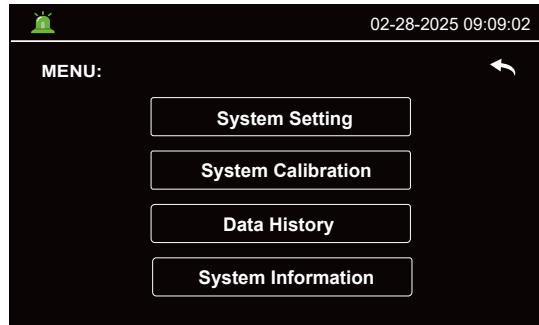 02-28-2025 09:09:02
MENU:
System Setting
System Calibration
Data History
System Information